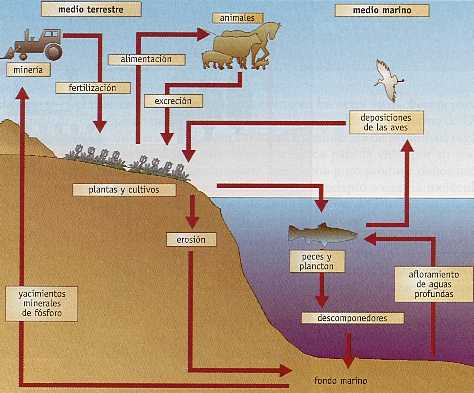 medio terrestre
animales
medio marino
minería
alimentación
fertilización
excreción
deposiciones
de las aves
plantas y cultivos
erosión
peces y
plancton
afloramiento
de aguas
profundas
yacimientos
minerales
de fósforo
descomponedores
fondo marino